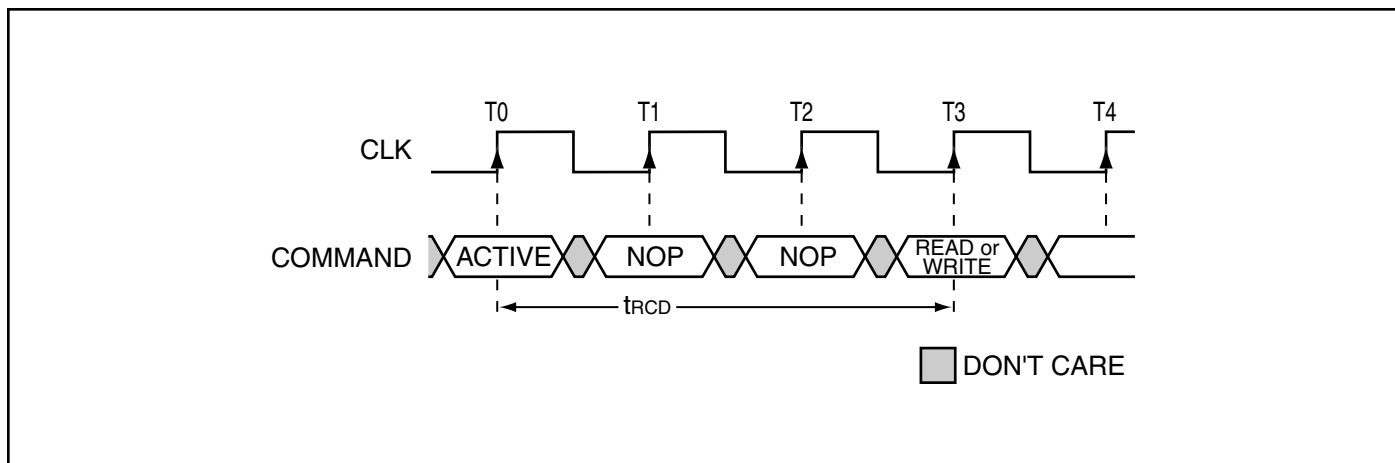 T0 T1 T2 T3 T4
CLK
COMMAND ACTIVE NOP NOP READ or
WRITE
tRCD
DON'T CARE